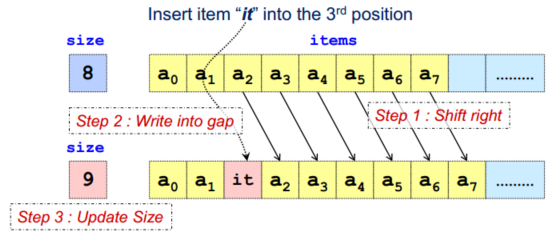 Insert item “it” into the 3rd position
size items
8 a0 a1 a2 a3 a4 a5 a6 a7 .........
Step 2 : Write into gap
Step 1 : Shift right
size
9 a0 a1 it a2 a3 a4 a5 a6 a7 .........
Step 3 : Update Size